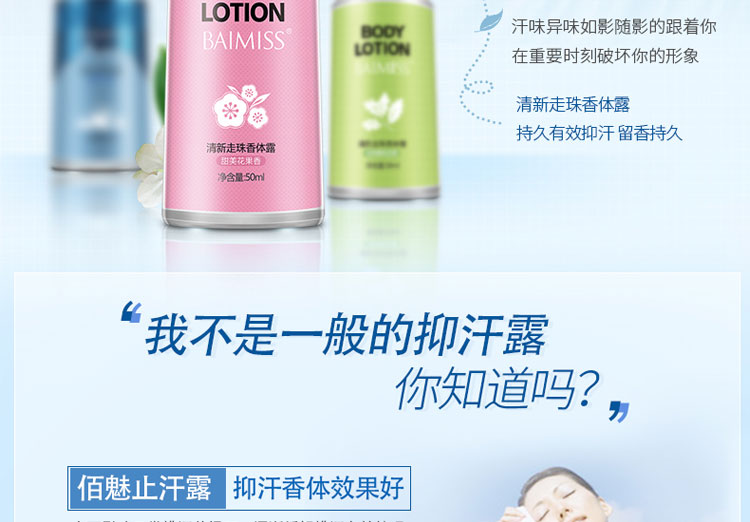 LOTION
BAIMISS®
清新走珠香体露
甜美花果香
净含量:50ml
BODY
LOTION
BAIMISS
汗味异味如影随影的跟着你
在重要时刻破坏你的形象
清新走珠香体露
持久有效抑汗 留香持久
“我不是一般的抑汗露
你知道吗？”
佰魅止汗露 抑汗香体效果好